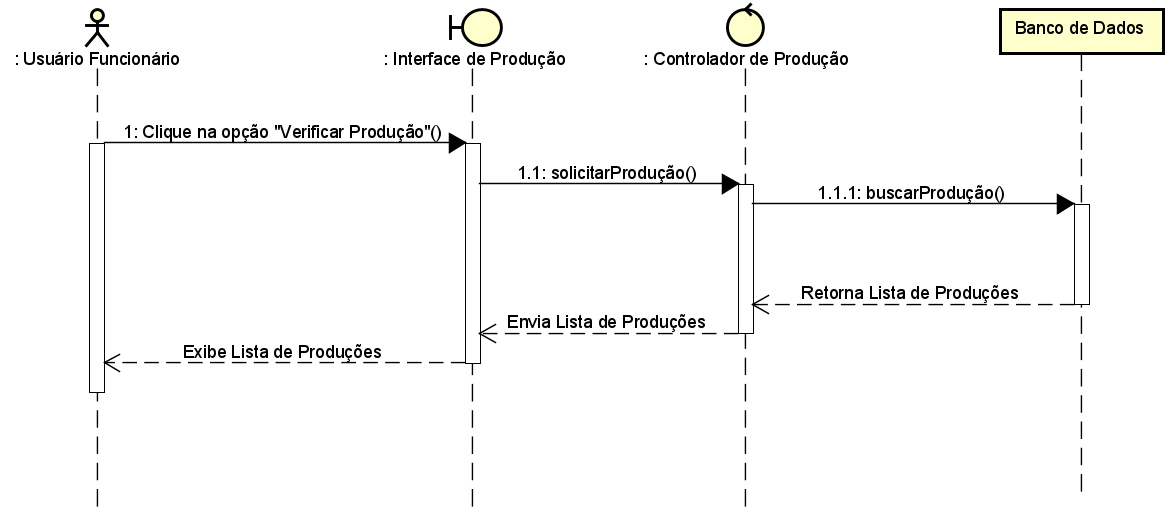 Banco de Dados
: Usuário Funcionário
: Interface de Produção
: Controlador de Produção
1: Clique na opção "Verificar Produção"()
1.1: solicitarProdução()
1.1.1: buscarProdução()
Retorna Lista de Produções
Envia Lista de Produções
Exibe Lista de Produções